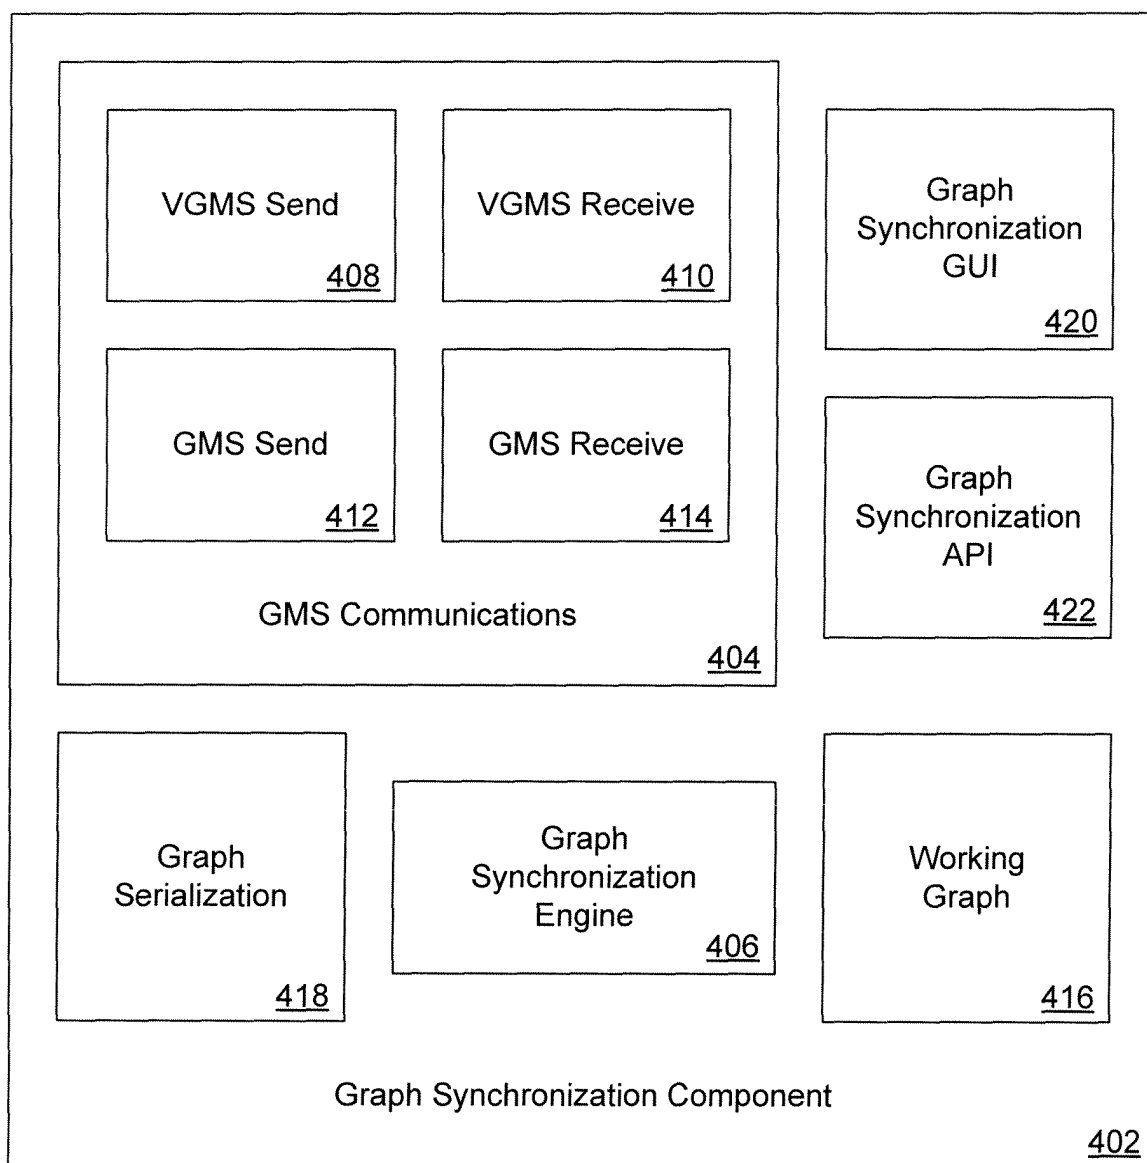 VGMS Send
408
VGMS Receive
410
GMS Send
412
GMS Receive
414
GMS Communications
404
Graph
Synchronization
GUI
420
Graph
Synchronization
API
422
Graph
Serialization
418
Graph
Synchronization
Engine
406
Working
Graph
416
Graph Synchronization Component
402